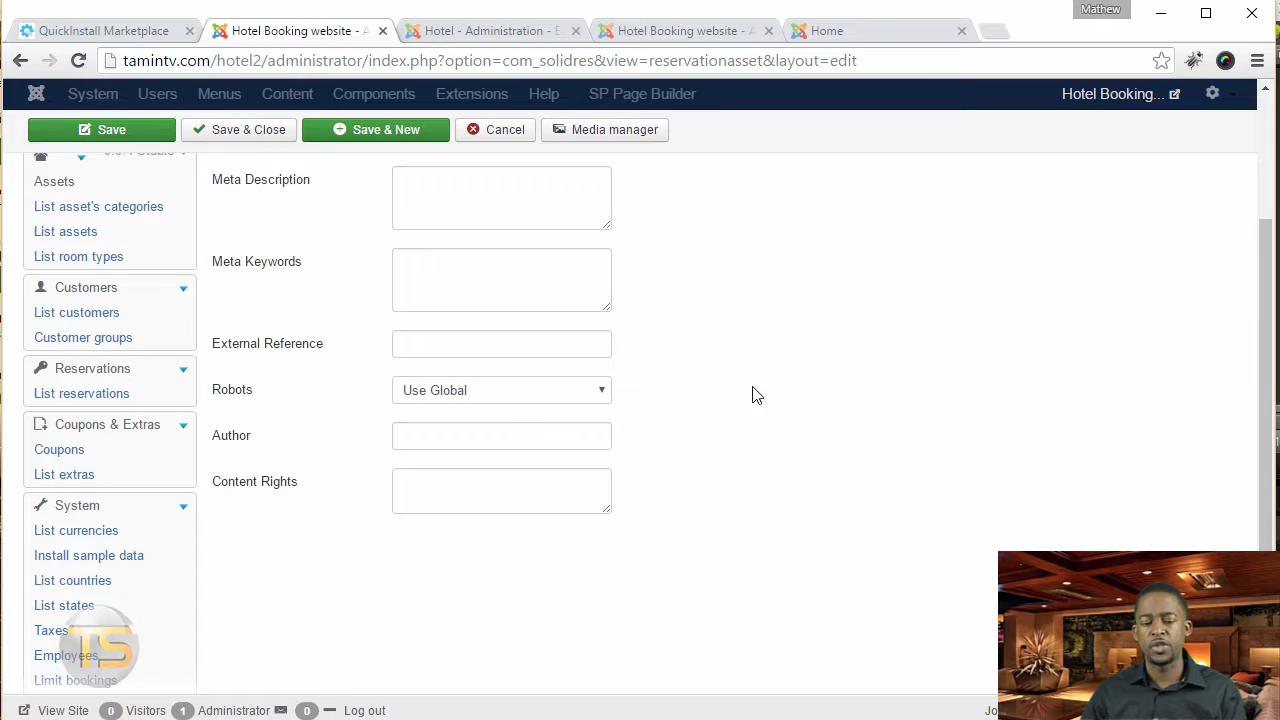 Mathew
QuickInstall Marketplace
Hotel Booking website - A
Hotel - Administration - E
Hotel Booking website - A
Home
tamintv.com/hotel2/administrator/index.php?option=com_solidres&view=reservationasset&layout=edit
System Users Menus Content Components Extensions Help SP Page Builder Hotel Booking...
Save Save & Close Save & New Cancel Media manager
Assets
List asset's categories
List assets
List room types
Customers
List customers
Customer groups
Reservations
List reservations
Coupons & Extras
Coupons
List extras
System
List currencies
Install sample data
List countries
List states
Taxes
Employees
Limit bookings
Meta Description
Meta Keywords
External Reference
Robots Use Global
Author
Content Rights
TS
View Site 0 Visitors 1 Administrator 0 Log out
Jo